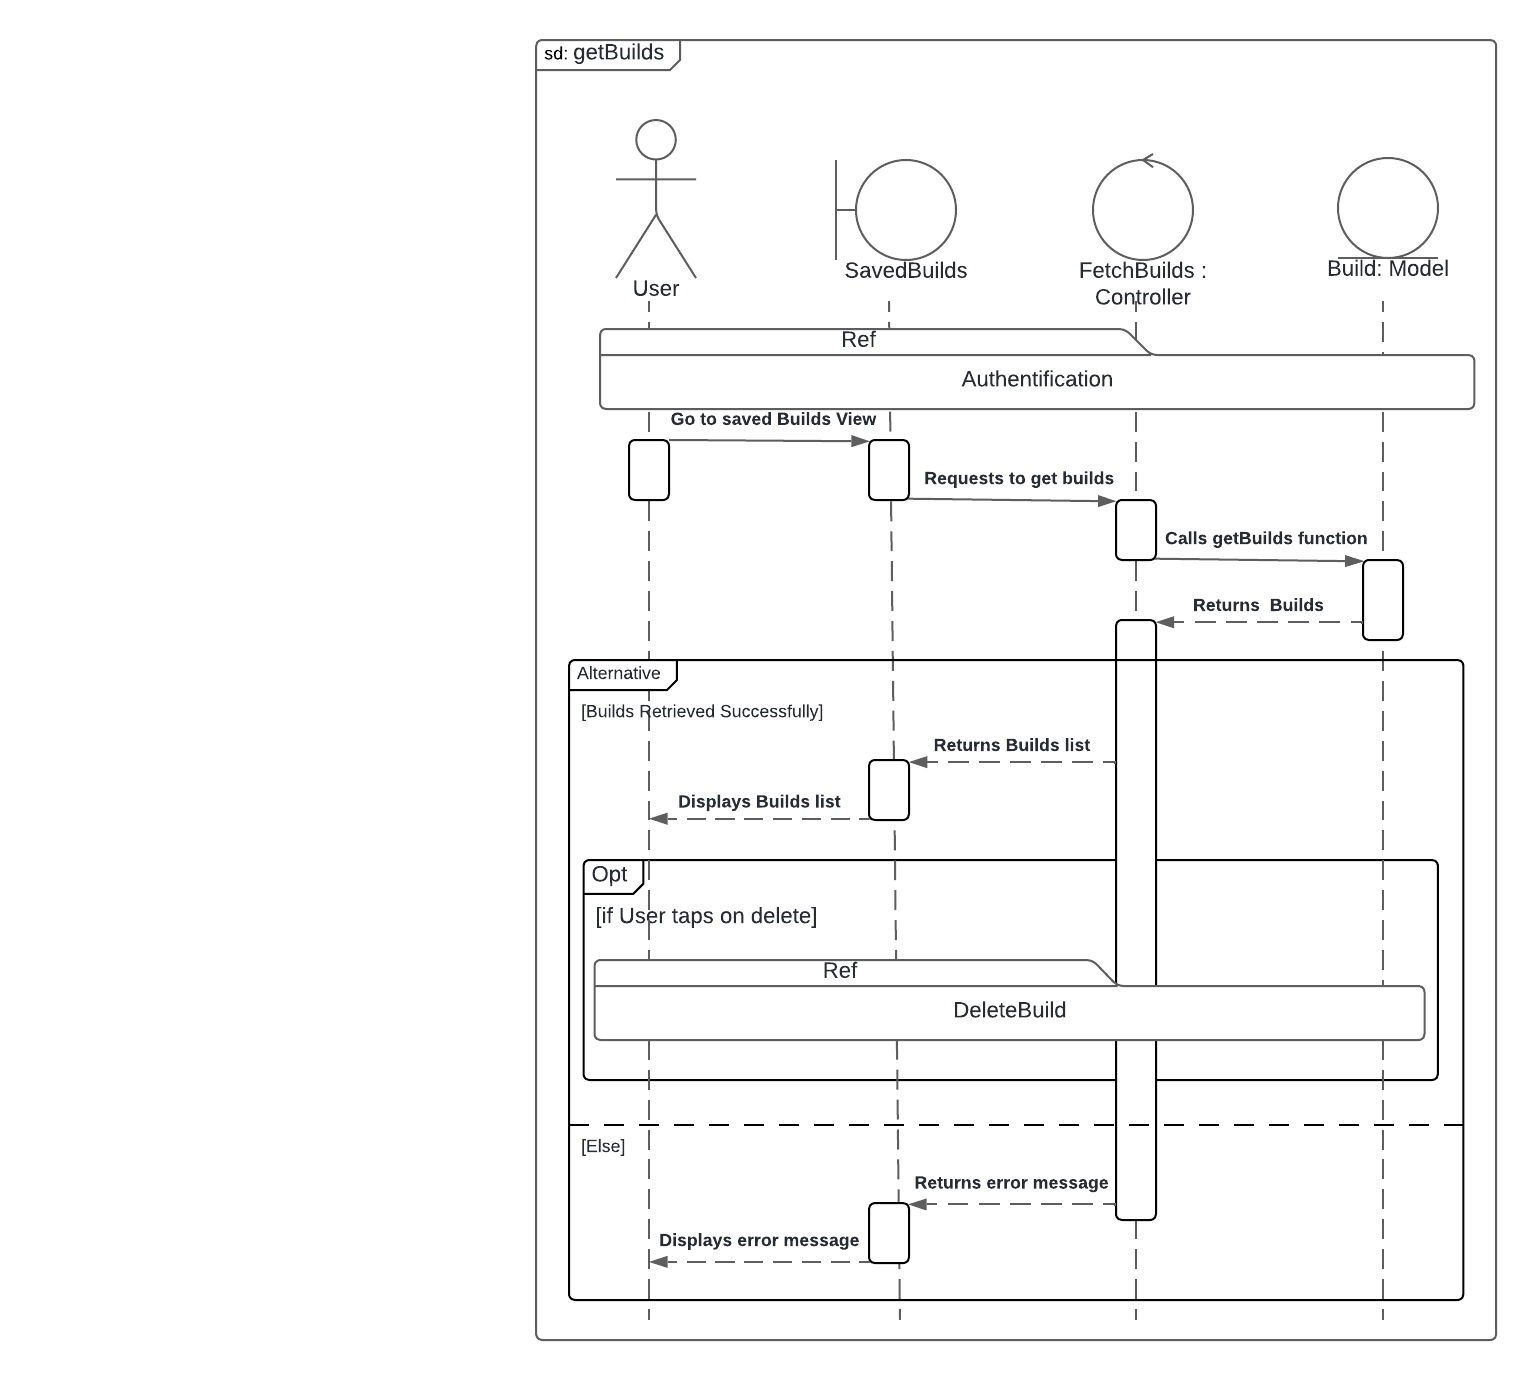 sd: getBuilds
User
SavedBuilds
FetchBuilds :
Controller
Build: Model
Ref
Authentification
Go to saved Builds View
Requests to get builds
Calls getBuilds function
Returns  Builds
Alternative
[Builds Retrieved Successfully]
Returns Builds list
Displays Builds list
Opt
[if User taps on delete]
Ref
DeleteBuild
[Else]
Returns error message
Displays error message